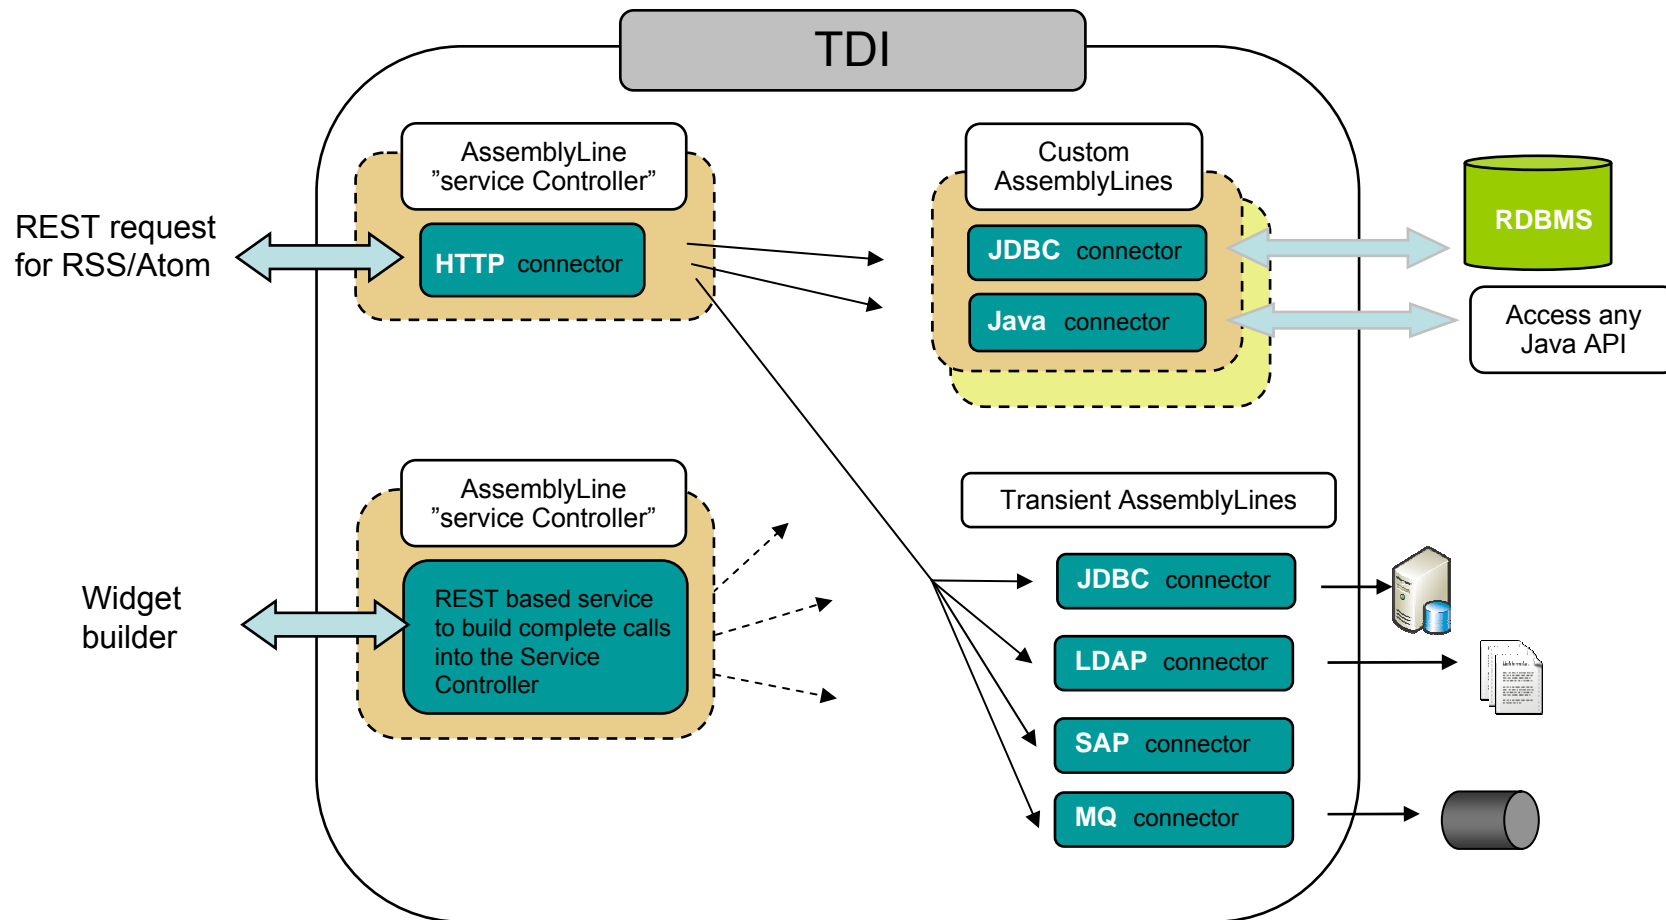 TDI
AssemblyLine
”service Controller”
HTTP connector
REST request
for RSS/Atom
Custom
AssemblyLines
JDBC connector
Java connector
RDBMS
Access any
Java API
AssemblyLine
”service Controller”
REST based service
to build complete calls
into the Service
Controller
Widget
builder
Transient AssemblyLines
JDBC connector
LDAP connector
SAP connector
MQ connector